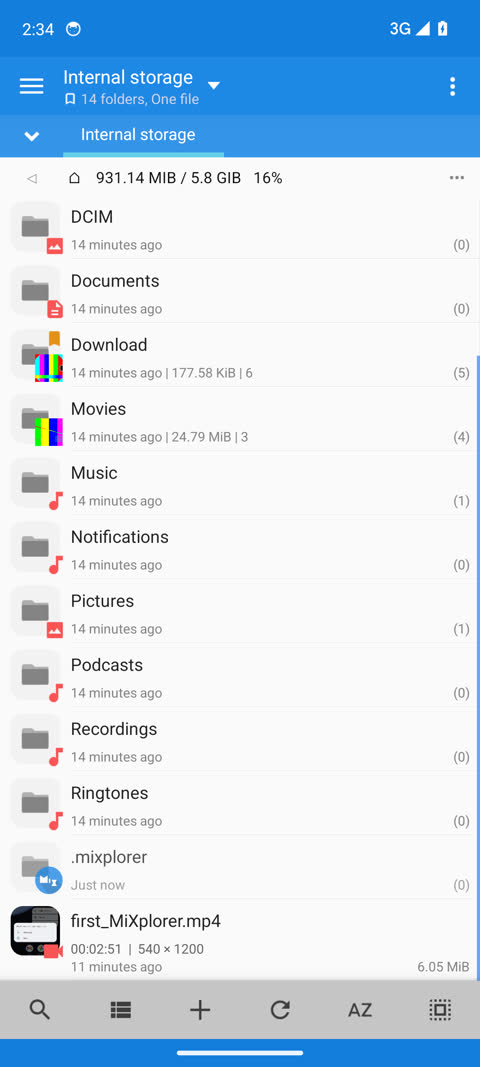 2:34
3G
Internal storage
14 folders, One file
Internal storage
931.14 MIB / 5.8 GIB 16%
DCIM
14 minutes ago (0)
Documents
14 minutes ago (0)
Download
14 minutes ago | 177.58 KiB | 6 (5)
Movies
14 minutes ago | 24.79 MiB | 3 (4)
Music
14 minutes ago (1)
Notifications
14 minutes ago (0)
Pictures
14 minutes ago (1)
Podcasts
14 minutes ago (0)
Recordings
14 minutes ago (0)
Ringtones
14 minutes ago (0)
.mixplorer
Just now (0)
first_MiXplorer.mp4
00:02:51 | 540 × 1200
11 minutes ago 6.05 MiB
AZ